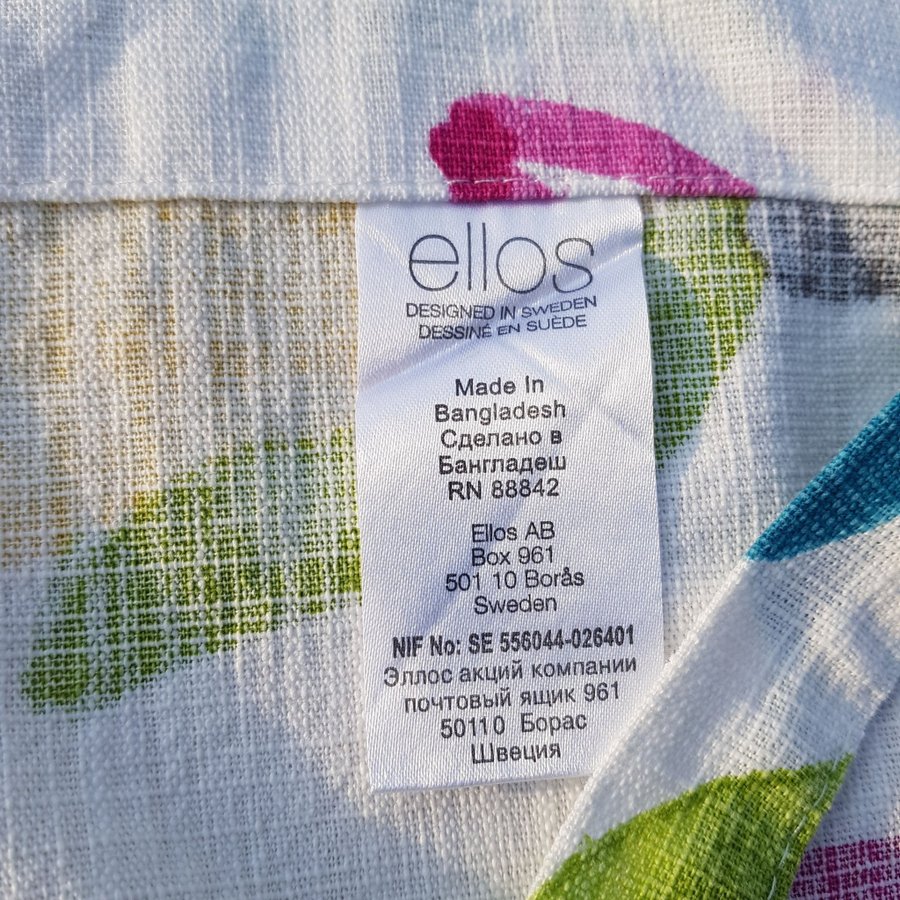 ellos
DESIGNED IN SWEDEN
DESSINÉ EN SUÈDE
Made In
Bangladesh
Сделано в
Бангладеш
RN 88842
Ellos AB
Box 961
501 10 Borås
Sweden
NIF No: SE 556044-026401
Эллос акций компании
почтовый ящик 961
50110 Борас
Швеция